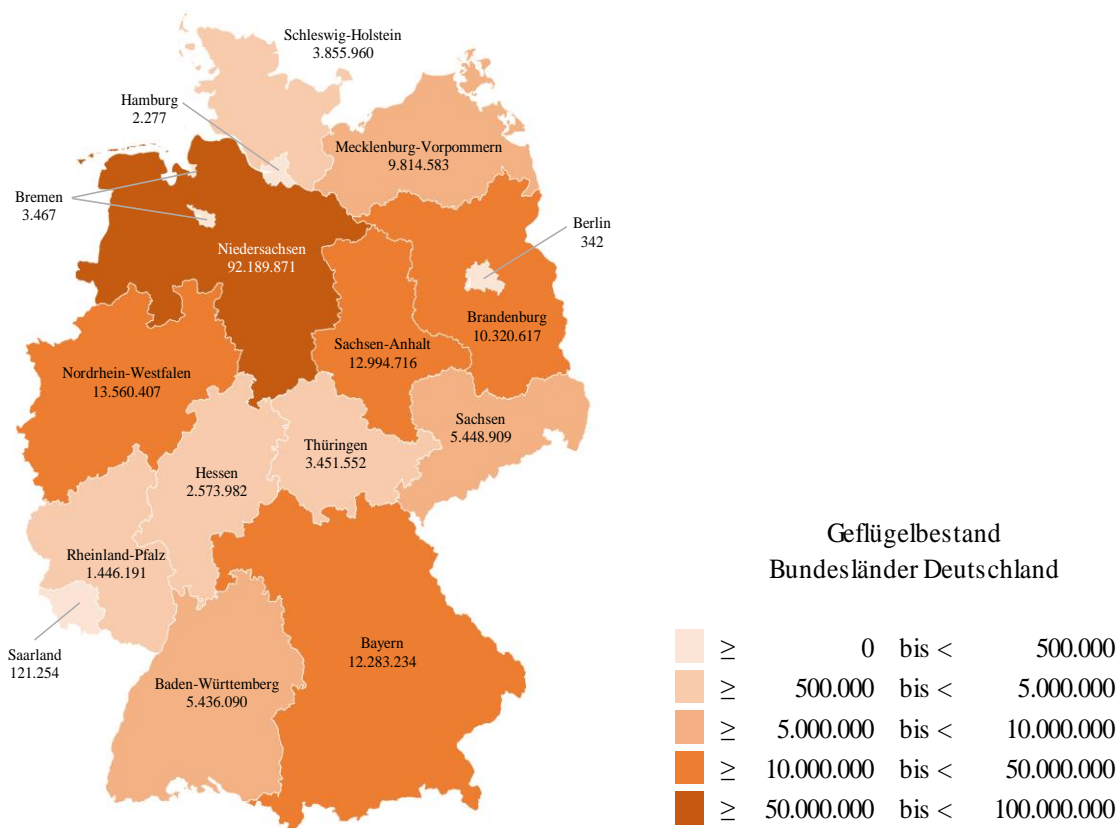 Schleswig-Holstein
3.855.960
Hamburg
2.277
Mecklenburg-Vorpommern
9.814.583
Bremen
3.467
Berlin
342
Niedersachsen
92.189.871
Brandenburg
10.320.617
Sachsen-Anhalt
12.994.716
Nordrhein-Westfalen
13.560.407
Sachsen
5.448.909
Thüringen
3.451.552
Hessen
2.573.982
Rheinland-Pfalz
1.446.191
Saarland
121.254
Bayern
12.283.234
Baden-Württemberg
5.436.090
Geflügelbestand
Bundesländer Deutschland
≥ 0 bis < 500.000
≥ 500.000 bis < 5.000.000
≥ 5.000.000 bis < 10.000.000
≥ 10.000.000 bis < 50.000.000
≥ 50.000.000 bis < 100.000.000